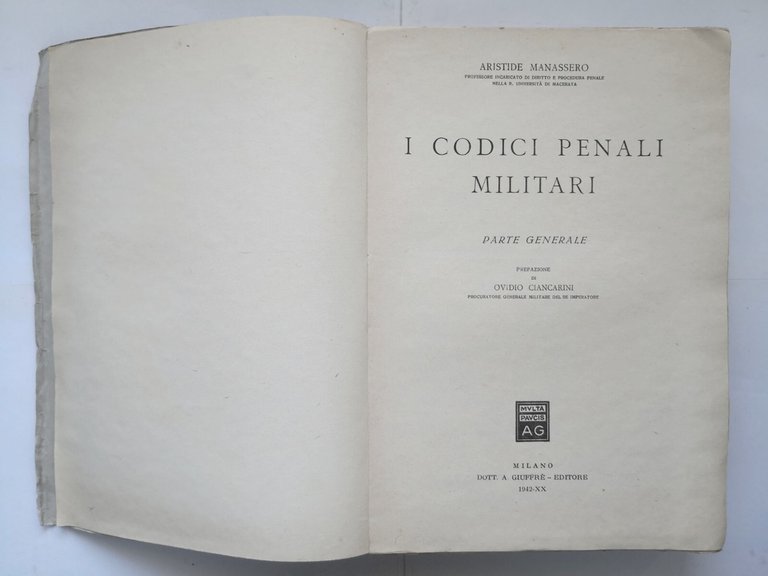 ARISTIDE MANASSERO
PROFESSORE INCARICATO DI DIRITTO E PROCEDURA PENALE
NELLA R. UNIVERSITÀ DI MACERATA
I CODICI PENALI
MILITARI
PARTE GENERALE
PREFAZIONE
DI
OVIDIO CIANCARINI
PROCURATORE GENERALE MILITARE DEL RE IMPERATORE
MVLTA
PAVCIS
AG
MILANO
DOTT. A GIUFFRÈ - EDITORE
1942-XX